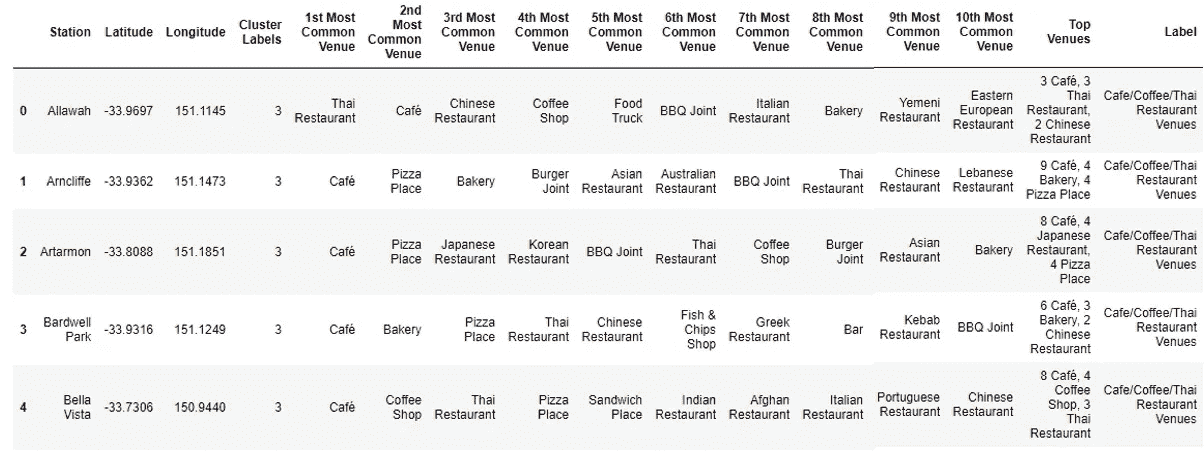 Station Latitude Longitude Cluster Labels 1st Most Common Venue 2nd Most Common Venue 3rd Most Common Venue 4th Most Common Venue 5th Most Common Venue 6th Most Common Venue 7th Most Common Venue 8th Most Common Venue 9th Most Common Venue 10th Most Common Venue Top Venues Label
0 Allawah -33.9697 151.1145 3 Thai Restaurant Café Chinese Restaurant Coffee Shop Food Truck BBQ Joint Italian Restaurant Bakery Yemeni Restaurant Eastern European Restaurant 3 Café, 3 Thai Restaurant, 2 Chinese Restaurant Cafe/Coffee/Thai Restaurant Venues
1 Arncliffe -33.9362 151.1473 3 Café Pizza Place Bakery Burger Joint Asian Restaurant Australian Restaurant BBQ Joint Thai Restaurant Chinese Restaurant Lebanese Restaurant 9 Café, 4 Bakery, 4 Pizza Place Cafe/Coffee/Thai Restaurant Venues
2 Artarmon -33.8088 151.1851 3 Café Pizza Place Japanese Restaurant Korean Restaurant BBQ Joint Thai Restaurant Coffee Shop Burger Joint Asian Restaurant Bakery 8 Café, 4 Japanese Restaurant, 4 Pizza Place Cafe/Coffee/Thai Restaurant Venues
3 Bardwell Park -33.9316 151.1249 3 Café Bakery Pizza Place Thai Restaurant Chinese Restaurant Fish & Chips Shop Greek Restaurant Bar Kebab Restaurant BBQ Joint 6 Café, 3 Bakery, 2 Chinese Restaurant Cafe/Coffee/Thai Restaurant Venues
4 Bella Vista -33.7306 150.9440 3 Café Coffee Shop Thai Restaurant Pizza Place Sandwich Place Indian Restaurant Afghan Restaurant Italian Restaurant Portuguese Restaurant Chinese Restaurant 8 Café, 4 Coffee Shop, 3 Thai Restaurant Cafe/Coffee/Thai Restaurant Venues